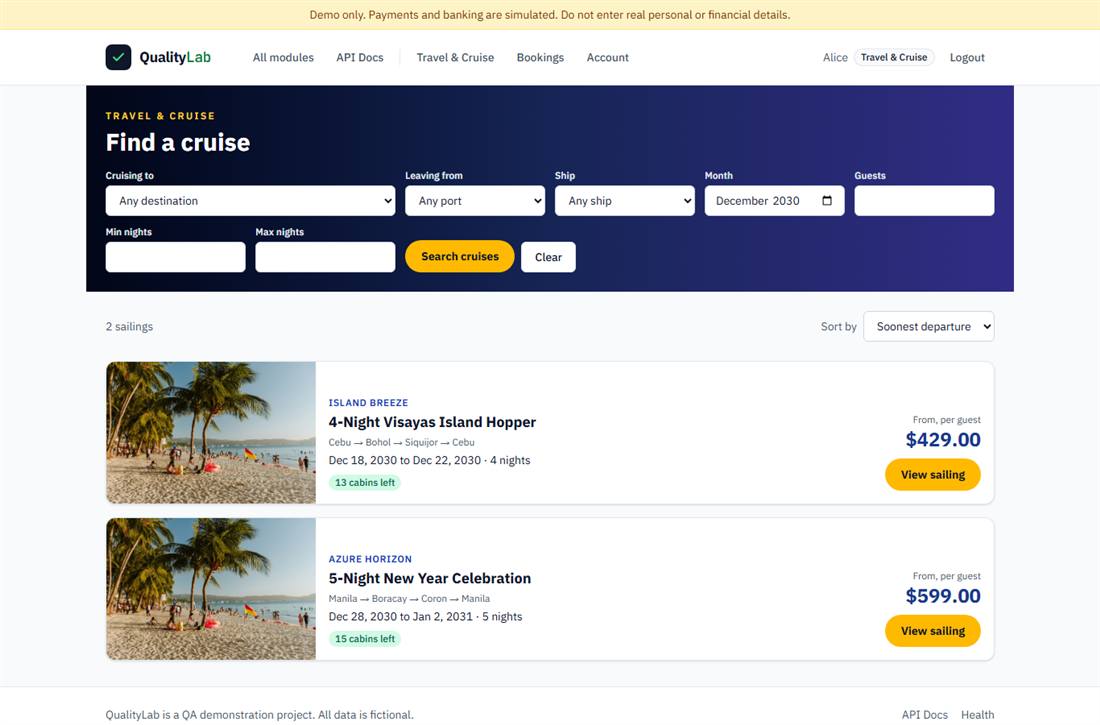 Demo only. Payments and banking are simulated. Do not enter real personal or financial details.
QualityLab All modules API Docs Travel & Cruise Bookings Account Alice Travel & Cruise Logout
TRAVEL & CRUISE
Find a cruise
Cruising to Leaving from Ship Month Guests
Any destination Any port Any ship December 2030
Min nights Max nights
Search cruises Clear
2 sailings Sort by Soonest departure
ISLAND BREEZE
4-Night Visayas Island Hopper
Cebu → Bohol → Siquijor → Cebu
Dec 18, 2030 to Dec 22, 2030 · 4 nights
13 cabins left
From, per guest
$429.00
View sailing
AZURE HORIZON
5-Night New Year Celebration
Manila → Boracay → Coron → Manila
Dec 28, 2030 to Jan 2, 2031 · 5 nights
15 cabins left
From, per guest
$599.00
View sailing
QualityLab is a QA demonstration project. All data is fictional. API Docs Health